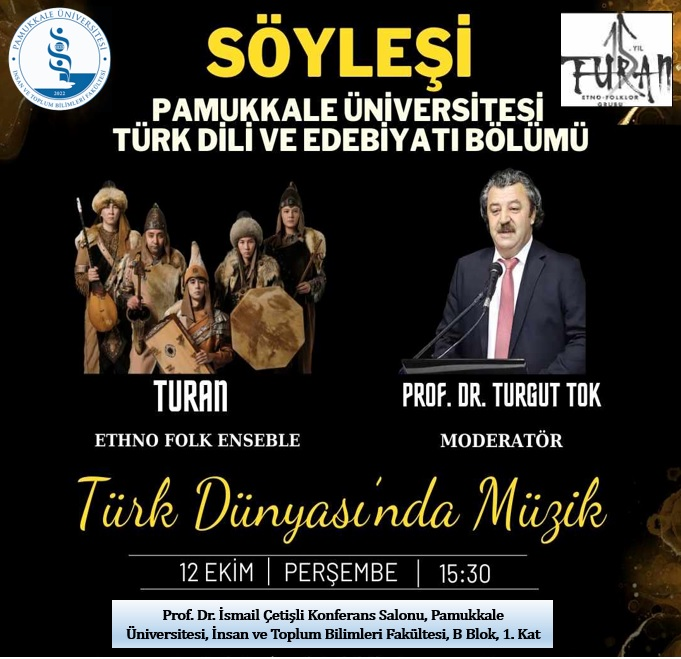 PAMUKKALE ÜNİVERSİTESİ
İNSAN VE TOPLUM BİLİMLERİ FAKÜLTESİ
2022
15. YIL
TURAN
ETNO-FOLKLOR
GRUBU
SÖYLEŞİ
PAMUKKALE ÜNİVERSİTESİ
TÜRK DİLİ VE EDEBİYATI BÖLÜMÜ
TURAN
ETHNO FOLK ENSEBLE
PROF. DR. TURGUT TOK
MODERATÖR
Türk Dünyası'nda Müzik
12 EKİM | PERŞEMBE | 15:30
Prof. Dr. İsmail Çetişli Konferans Salonu, Pamukkale
Üniversitesi, İnsan ve Toplum Bilimleri Fakültesi, B Blok, 1. Kat